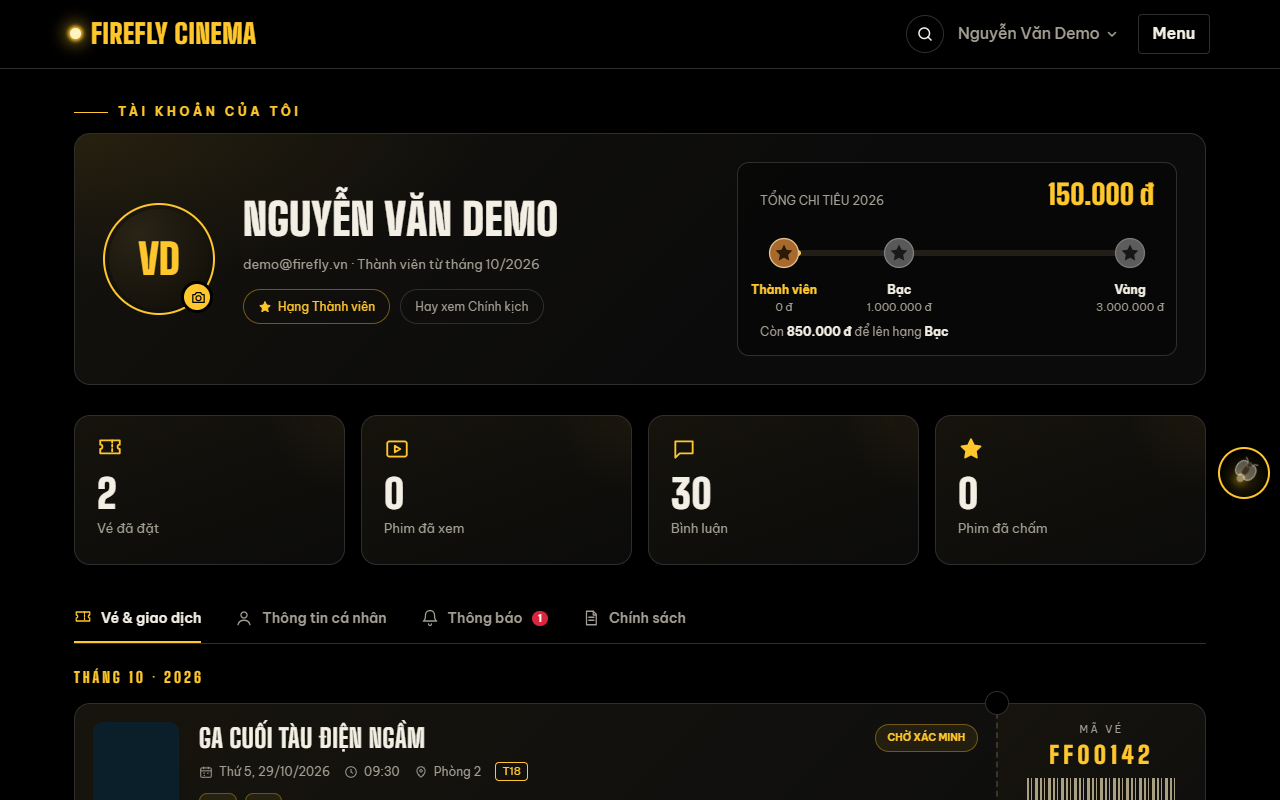 FIREFLY CINEMA
Nguyễn Văn Demo
Menu
TÀI KHOẢN CỦA TÔI
VD
NGUYỄN VĂN DEMO
demo@firefly.vn · Thành viên từ tháng 10/2026
Hạng Thành viên
Hay xem Chính kịch
TỔNG CHI TIÊU 2026
150.000 đ
Thành viên
Bạc
Vàng
0 đ
1.000.000 đ
3.000.000 đ
Còn 850.000 đ để lên hạng Bạc
2
Vé đã đặt
0
Phim đã xem
30
Bình luận
0
Phim đã chấm
Vé & giao dịch
Thông tin cá nhân
Thông báo 1
Chính sách
THÁNG 10 · 2026
GA CUỐI TÀU ĐIỆN NGẦM
CHỜ XÁC MINH
Thứ 5, 29/10/2026
09:30
Phòng 2
T18
MÃ VÉ
FF00142